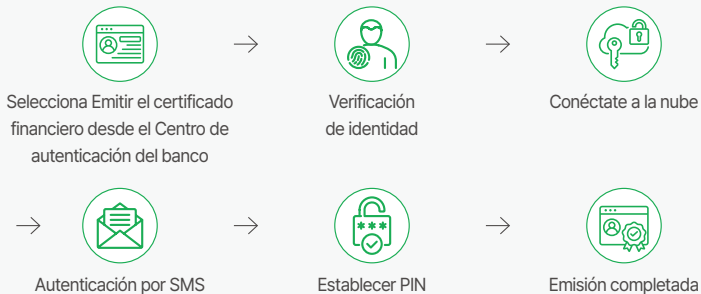 Selecciona Emitir el certificado
financiero desde el Centro de
autenticación del banco
Verificación
de identidad
Conéctate a la nube
Autenticación por SMS
Establecer PIN
Emisión completada